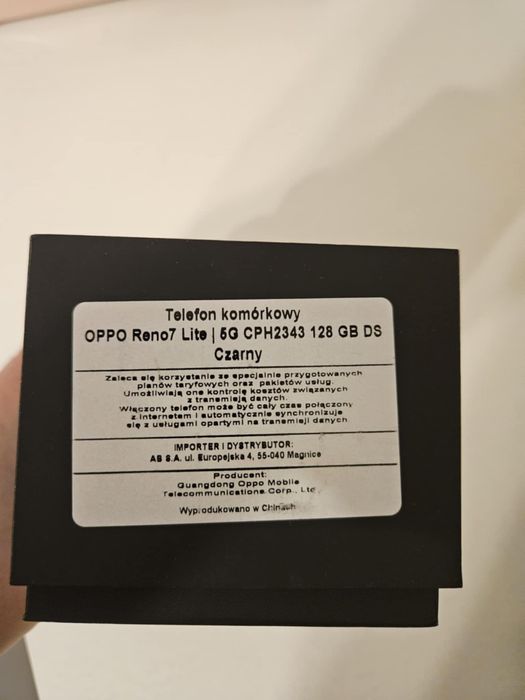 Telefon komórkowy
OPPO Reno7 Lite | 5G CPH2343 128 GB DS
Czarny
Zaleca się korzystanie ze specjalnie przygotowanych
planów taryfowych oraz pakietów usług.
Umożliwiają one kontrolę kosztów związanych
z transmisją danych.
Włączony telefon może być cały czas połączony
z Internetem i automatycznie synchronizuje
się z usługami opartymi na transmisji danych
IMPORTER I DYSTRYBUTOR:
AB S.A. ul. Europejska 4, 55-040 Magnice
Producent:
Guangdong Oppo Mobile
Telecommunications Corp., Ltd
Wyprodukowano w Chinach